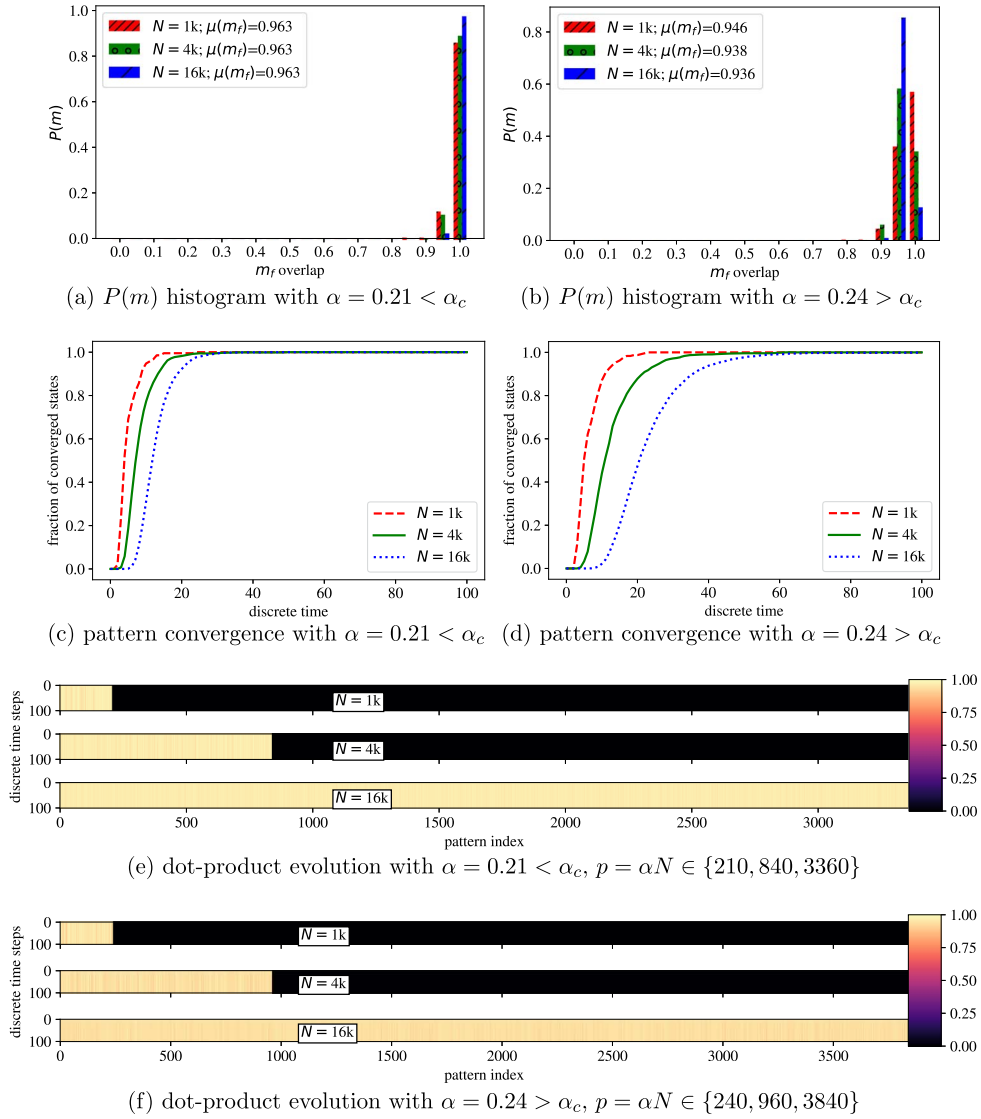 N = 1k; μ(m_f)=0.963
N = 4k; μ(m_f)=0.963
N = 16k; μ(m_f)=0.963
P(m)
0.0 0.2 0.4 0.6 0.8 1.0
0.0 0.1 0.2 0.3 0.4 0.5 0.6 0.7 0.8 0.9 1.0
m_f overlap
(a) P(m) histogram with α = 0.21 < α_c
N = 1k; μ(m_f)=0.946
N = 4k; μ(m_f)=0.938
N = 16k; μ(m_f)=0.936
P(m)
0.0 0.2 0.4 0.6 0.8 1.0
0.0 0.1 0.2 0.3 0.4 0.5 0.6 0.7 0.8 0.9 1.0
m_f overlap
(b) P(m) histogram with α = 0.24 > α_c
fraction of converged states
1.0
0.8
0.6
0.4
0.2
0.0
N = 1k
N = 4k
N = 16k
0 20 40 60 80 100
discrete time
(c) pattern convergence with α = 0.21 < α_c
fraction of converged states
1.0
0.8
0.6
0.4
0.2
0.0
N = 1k
N = 4k
N = 16k
0 20 40 60 80 100
discrete time
(d) pattern convergence with α = 0.24 > α_c
discrete time steps
0
100
N = 1k
0
100
N = 4k
0
100
N = 16k
0 500 1000 1500 2000 2500 3000
pattern index
1.00
0.75
0.50
0.25
0.00
(e) dot-product evolution with α = 0.21 < α_c, p = αN ∈ {210, 840, 3360}
discrete time steps
0
100
N = 1k
0
100
N = 4k
0
100
N = 16k
0 500 1000 1500 2000 2500 3000 3500
pattern index
1.00
0.75
0.50
0.25
0.00
(f) dot-product evolution with α = 0.24 > α_c, p = αN ∈ {240, 960, 3840}